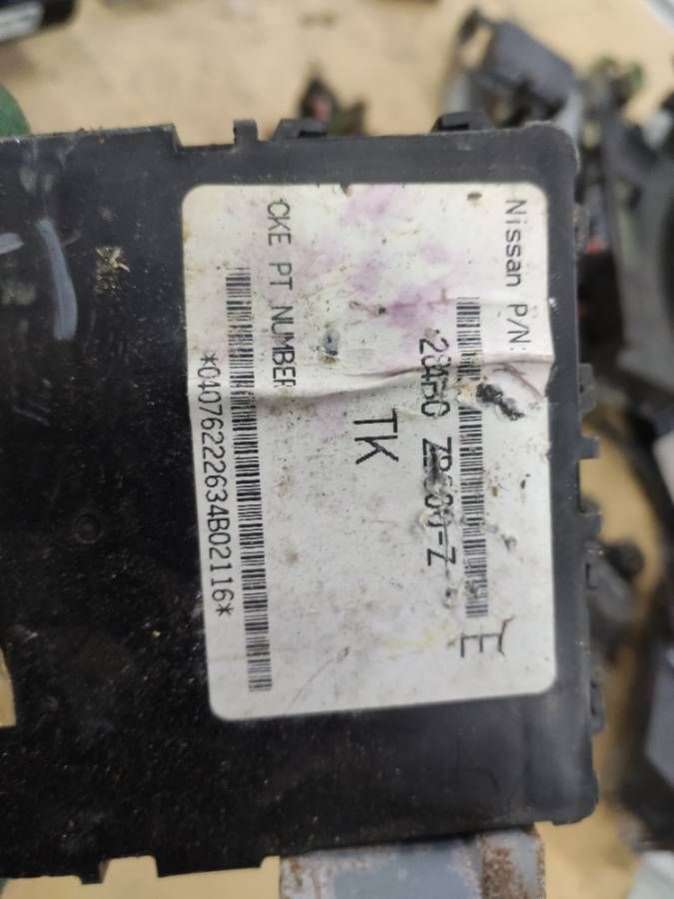 Nissan P/N:
E
TK
CKE PT NUMBER
*04076222634B02116*